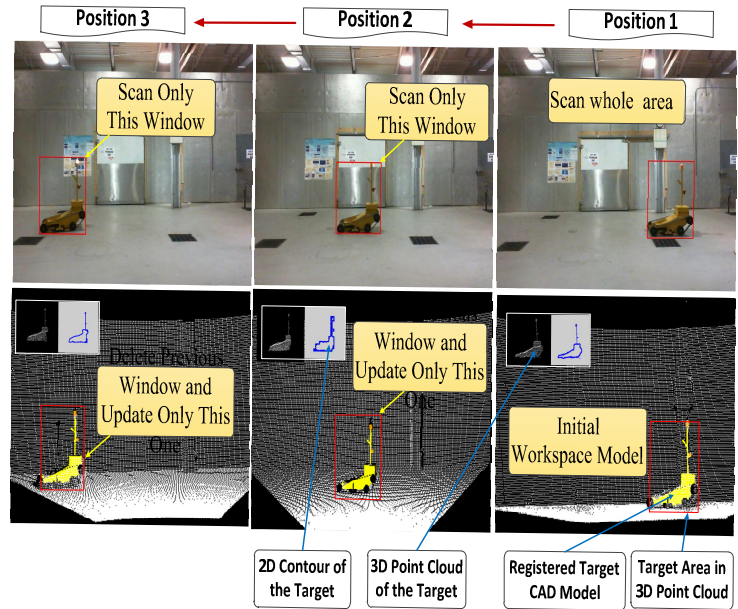 Position 3
Position 2
Position 1
Scan Only
This Window
Scan Only
This Window
Scan whole area
Delete Previous
Window and
Update Only This
One
Window and
Update Only This
One
Initial
Workspace Model
2D Contour of
the Target
3D Point Cloud
of the Target
Registered Target
CAD Model
Target Area in
3D Point Cloud